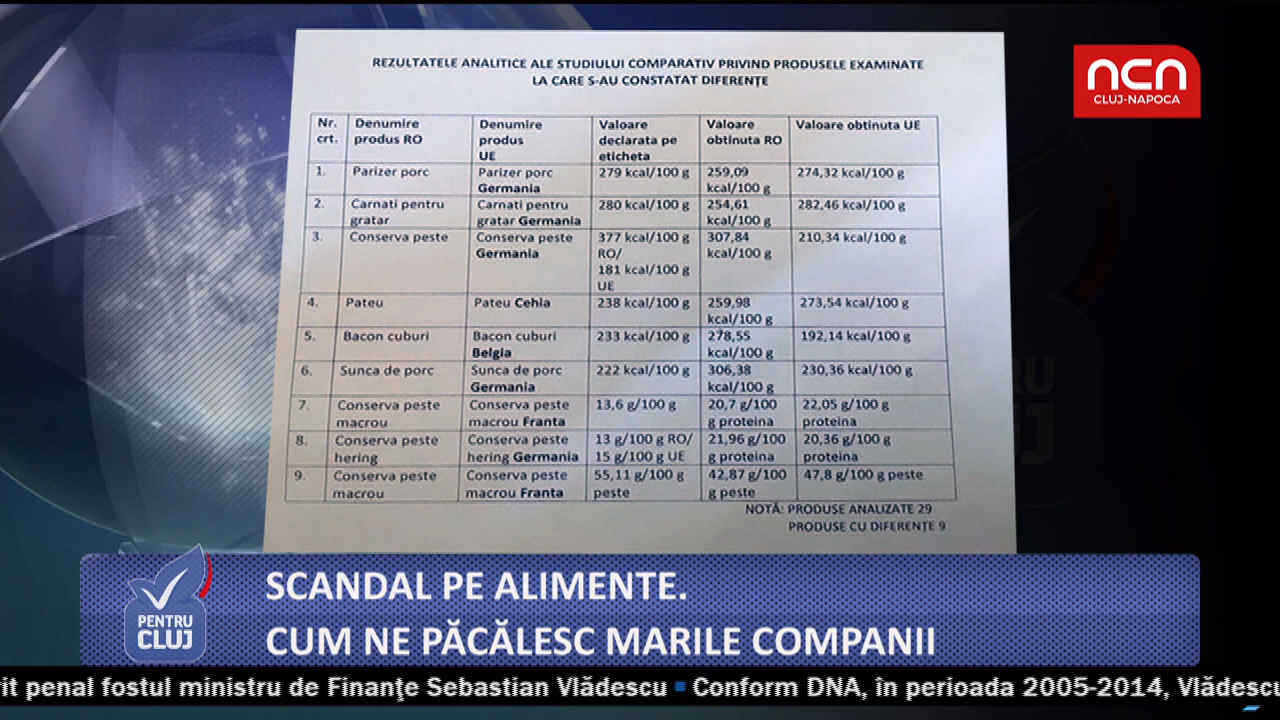 REZULTATELE ANALITICE ALE STUDIULUI COMPARATIV PRIVIND PRODUSELE EXAMINATE
LA CARE S-AU CONSTATAT DIFERENȚE
ncn
CLUJ-NAPOCA
Nr. crt. Denumire produs RO Denumire produs UE Valoare declarata pe eticheta Valoare obtinuta RO Valoare obtinuta UE
1. Parizer porc Parizer porc Germania 279 kcal/100 g 259,09 kcal/100 g 274,32 kcal/100 g
2. Carnati pentru gratar Carnati pentru gratar Germania 280 kcal/100 g 254,61 kcal/100 g 282,46 kcal/100 g
3. Conserva peste Conserva peste Germania 377 kcal/100 g RO/ 181 kcal/100 g UE 307,84 kcal/100 g 210,34 kcal/100 g
4. Pateu Pateu Cehia 238 kcal/100 g 259,98 kcal/100 g 273,54 kcal/100 g
5. Bacon cuburi Bacon cuburi Belgia 233 kcal/100 g 278,55 kcal/100 g 192,14 kcal/100 g
6. Sunca de porc Sunca de porc Germania 222 kcal/100 g 306,38 kcal/100 g 230,36 kcal/100 g
7. Conserva peste macrou Conserva peste macrou Franta 13,6 g/100 g 20,7 g/100 g proteina 22,05 g/100 g proteina
8. Conserva peste hering Conserva peste hering Germania 13 g/100 g RO/ 15 g/100 g UE 21,96 g/100 g proteina 20,36 g/100 g proteina
9. Conserva peste macrou Conserva peste macrou Franta 55,11 g/100 g peste 42,87 g/100 g peste 47,8 g/100 g peste
NOTĂ: PRODUSE ANALIZATE 29
PRODUSE CU DIFERENȚE 9
PENTRU
CLUJ
SCANDAL PE ALIMENTE.
CUM NE PĂCĂLESC MARILE COMPANII
rit penal fostul ministru de Finanţe Sebastian Vlădescu ▪ Conform DNA, în perioada 2005-2014, Vlădescu